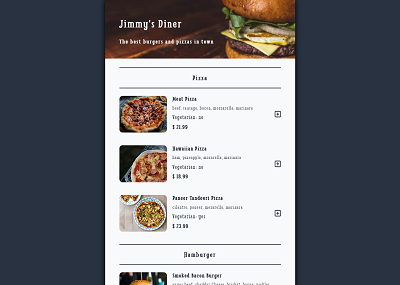 Jimmy's Diner
The best burgers and pizzas in town
Pizza
Meat Pizza
beef, sausage, bacon, mozzarella, marinara
Vegetarian: no
$ 21.99
Hawaiian Pizza
ham, pineapple, mozzarella, marinara
Vegetarian: no
$ 18.99
Paneer Tandoori Pizza
cilantro, paneer, mozzarella, marinara
Vegetarian: yes
$ 23.99
Hamburger
Smoked Bacon Burger